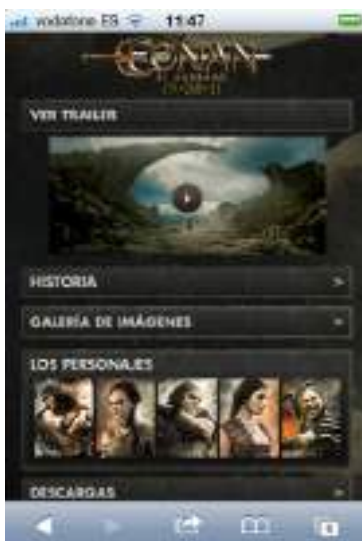 vodafone ES 11:47
CONAN
VER TRAILER
HISTORIA >
GALERÍA DE IMÁGENES
LOS PERSONAJES
DESCARGAS